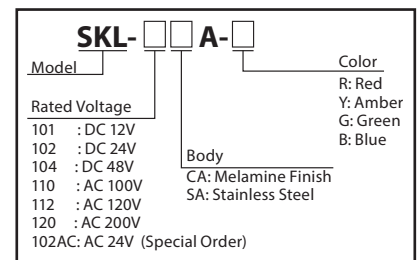 SKL-□□A-□
Model
Color
R: Red
Y: Amber
G: Green
B: Blue
Rated Voltage
101 : DC 12V
102 : DC 24V
104 : DC 48V
110 : AC 100V
112 : AC 120V
120 : AC 200V
102AC: AC 24V (Special Order)
Body
CA: Melamine Finish
SA: Stainless Steel